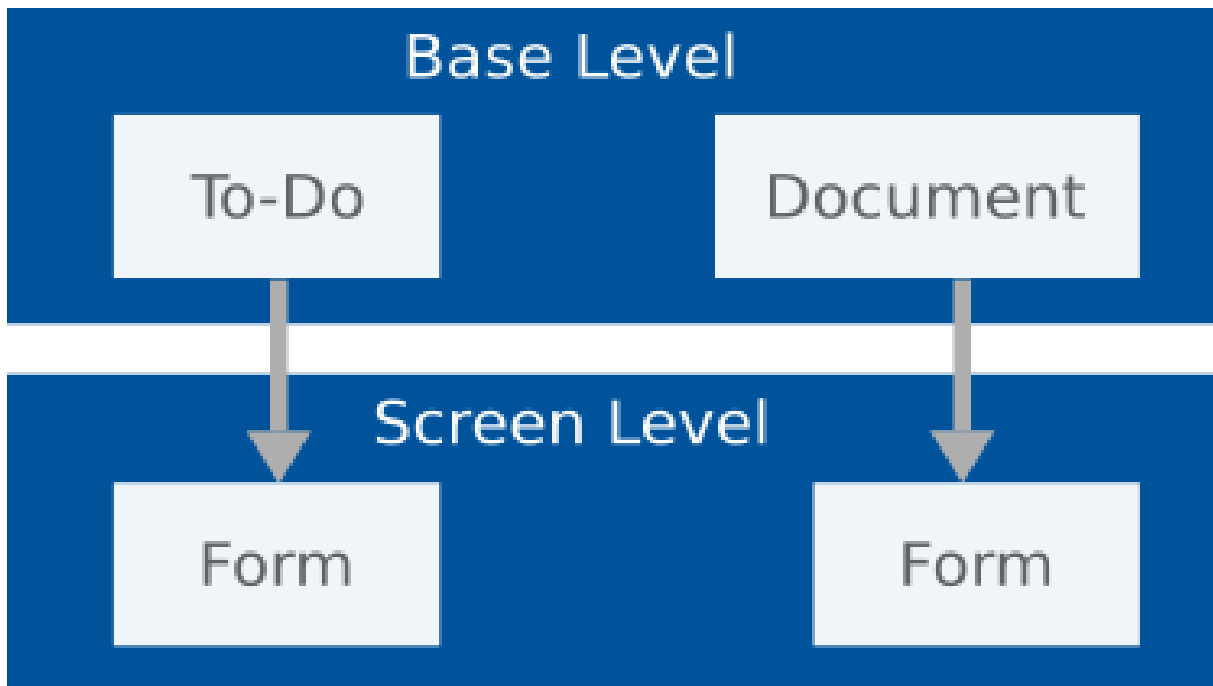 Base Level
To-Do
Document
Screen Level
Form
Form